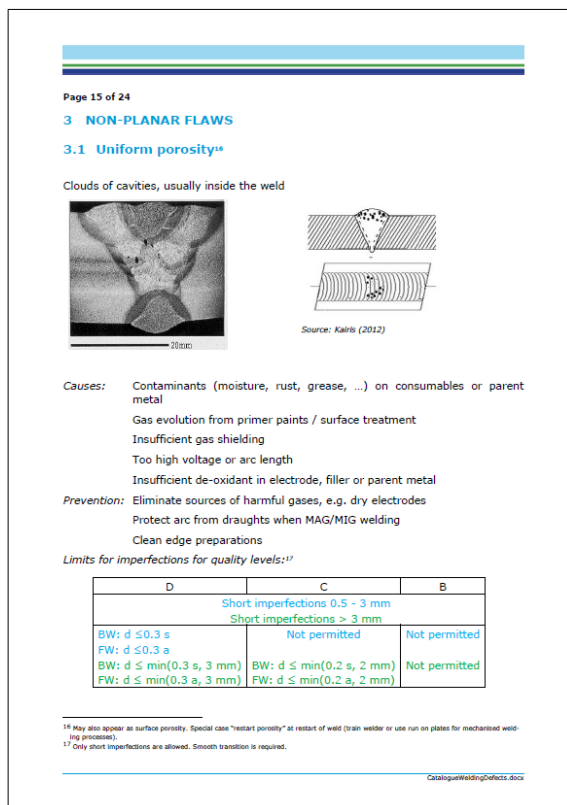 Page 15 of 24
3 NON-PLANAR FLAWS
3.1 Uniform porosity16
Clouds of cavities, usually inside the weld
20mm
Source: Kairis (2012)
Causes: Contaminants (moisture, rust, grease, …) on consumables or parent
metal
Gas evolution from primer paints / surface treatment
Insufficient gas shielding
Too high voltage or arc length
Insufficient de-oxidant in electrode, filler or parent metal
Prevention: Eliminate sources of harmful gases, e.g. dry electrodes
Protect arc from draughts when MAG/MIG welding
Clean edge preparations
Limits for imperfections for quality levels:17
D C B
Short imperfections 0.5 - 3 mm
Short imperfections > 3 mm
BW: d ≤0.3 s Not permitted Not permitted
FW: d ≤0.3 a
BW: d ≤ min(0.3 s, 3 mm) BW: d ≤ min(0.2 s, 2 mm) Not permitted
FW: d ≤ min(0.3 a, 3 mm) FW: d ≤ min(0.2 a, 2 mm)
16 May also appear as surface porosity. Special case "restart porosity" at restart of weld (train welder or use run on plates for mechanised weld-
ing processes).
17 Only short imperfections are allowed. Smooth transition is required.
CatalogueWeldingDefects.docx